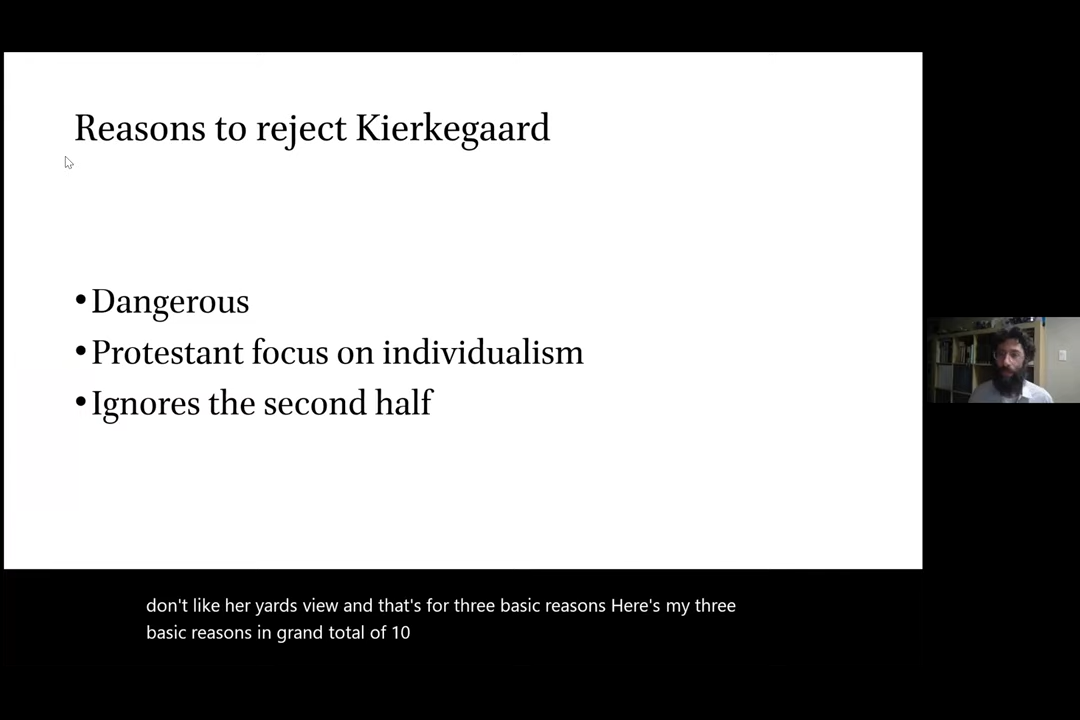 Reasons to reject Kierkegaard
•Dangerous
•Protestant focus on individualism
•Ignores the second half
don't like her yards view and that's for three basic reasons Here's my three
basic reasons in grand total of 10